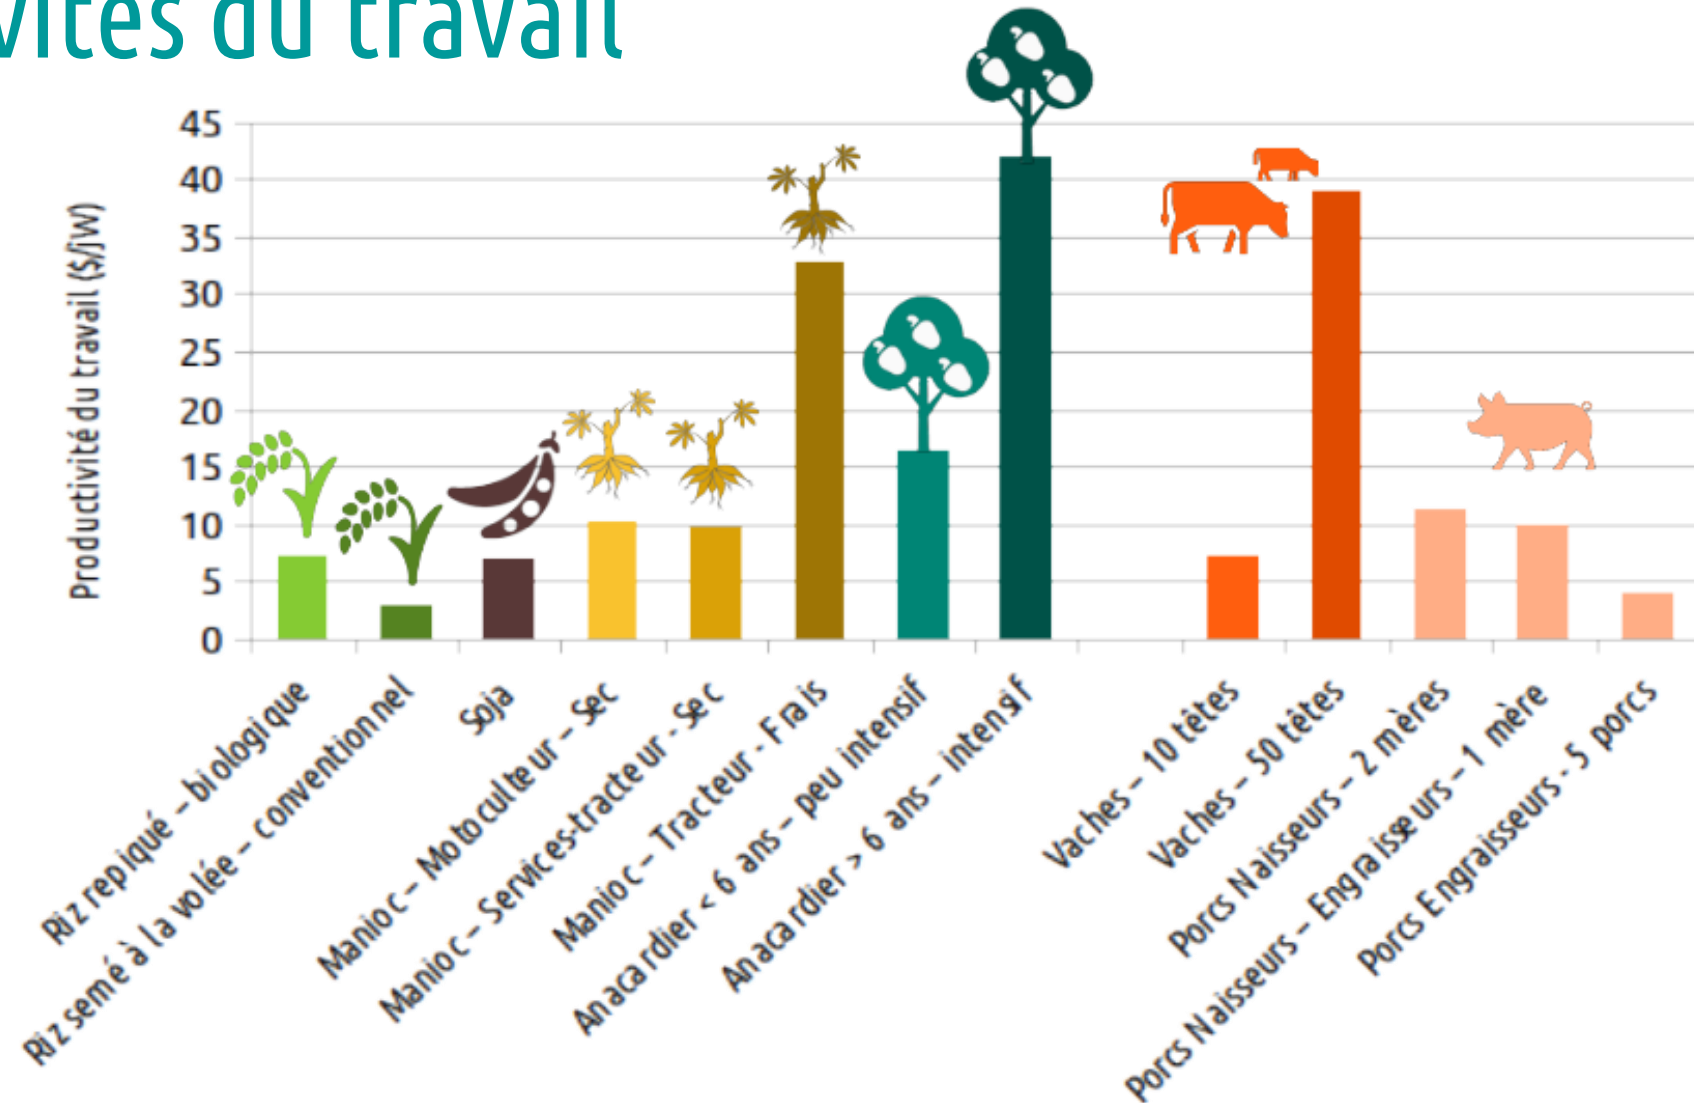 vités du travail
Productivité du travail ($/jW)
45
40
35
30
25
20
15
10
5
0
Riz repiqué – biologique
Riz semé à la volée – conventionnel
Soja
Manioc – Motoculteur – Sec
Manioc – Services-tracteur - Sec
Manioc – Tracteur - Frais
Anacardier < 6 ans – peu intensif
Anacardier > 6 ans – intensif
Vaches – 10 têtes
Vaches – 50 têtes
Porcs Naisseurs – 2 mères
Porcs Naisseurs – Engraisseurs – 1 mère
Porcs Engraisseurs - 5 porcs